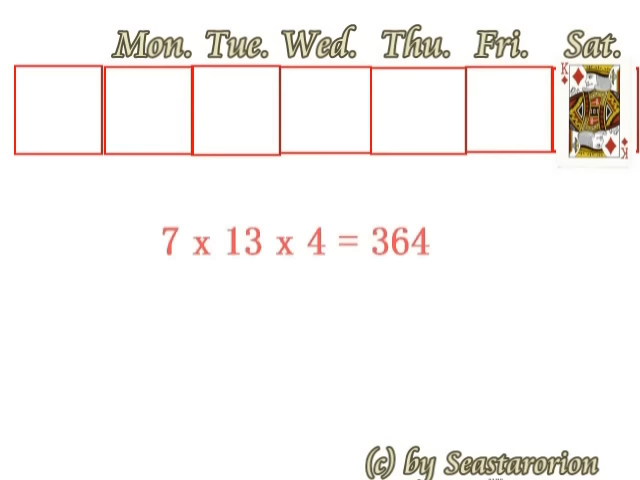 Mon. Tue. Wed. Thu. Fri. Sat.
K
K
7 x 13 x 4 = 364
(c) by Seastarorion